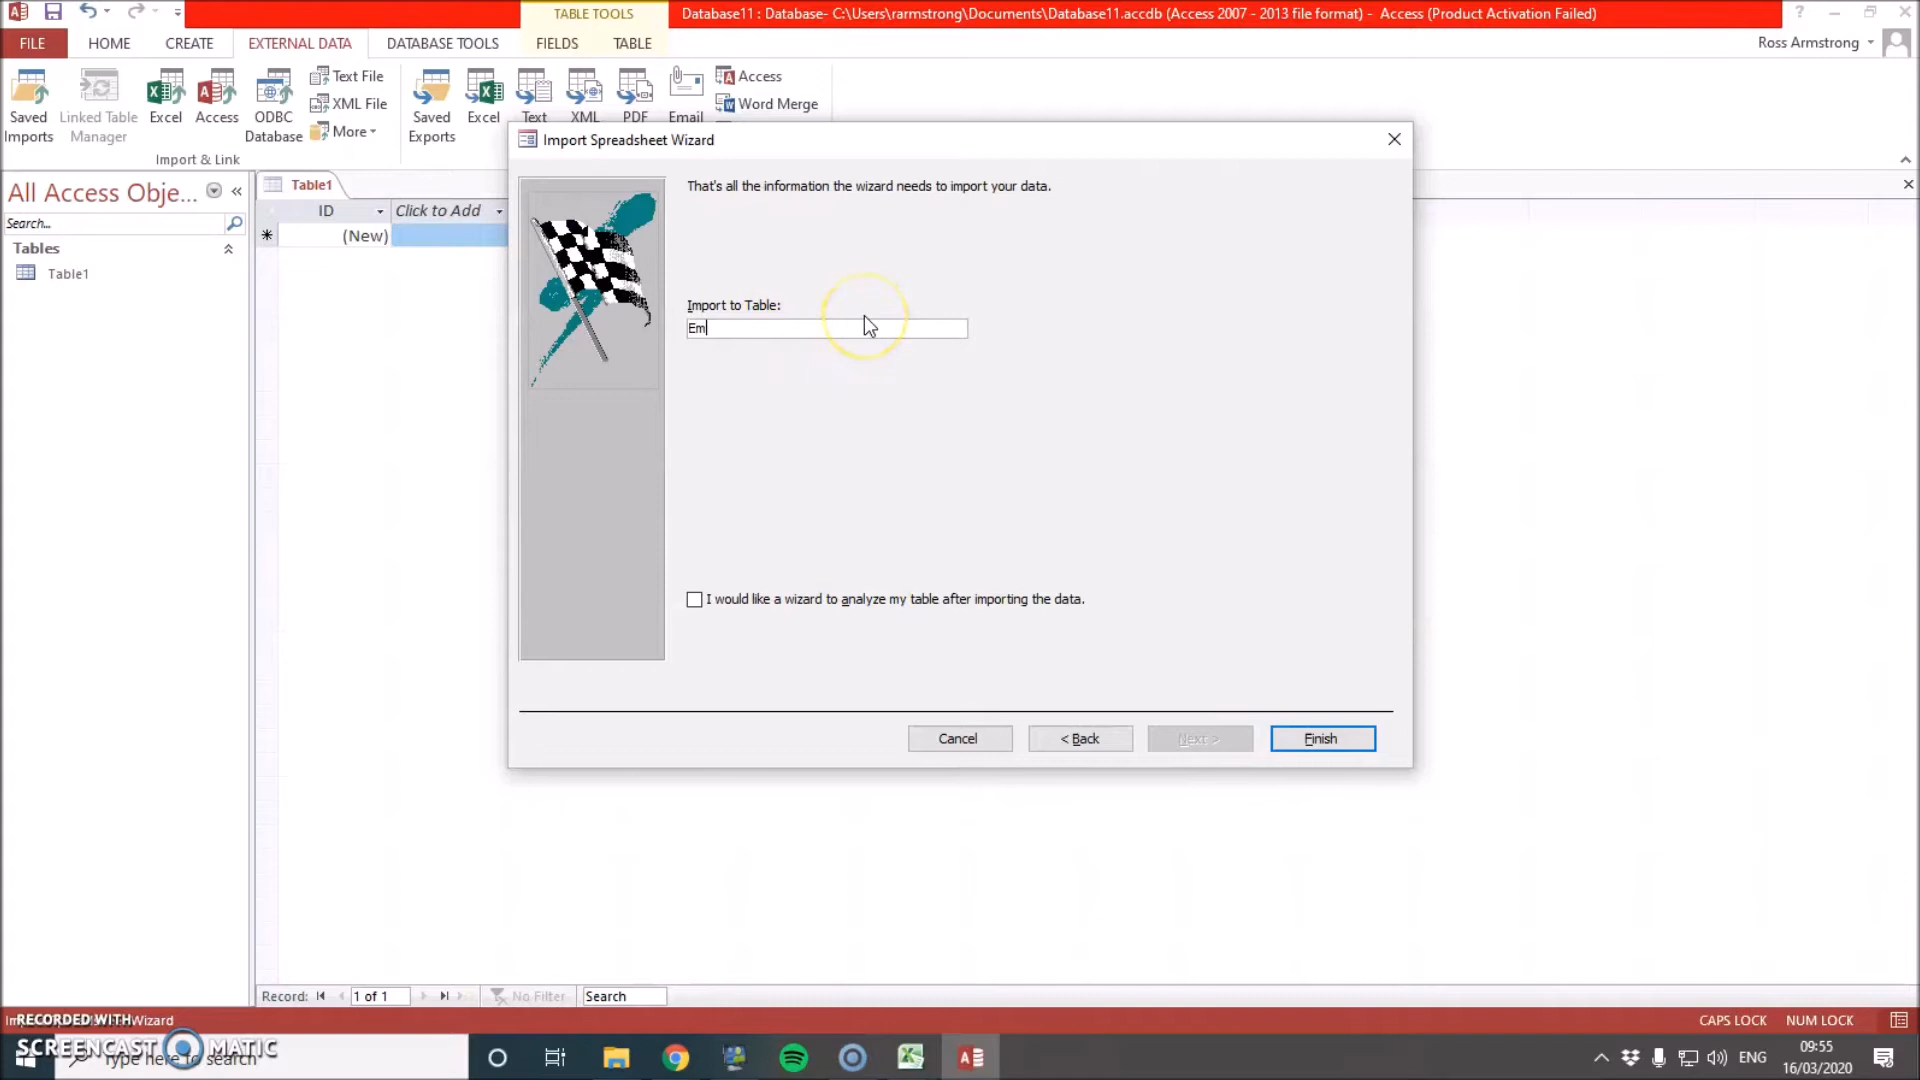 TABLE TOOLS
Database11 : Database- C:\Users\rarmstrong\Documents\Database11.accdb (Access 2007 - 2013 file format) - Access (Product Activation Failed)
FILE HOME CREATE EXTERNAL DATA DATABASE TOOLS FIELDS TABLE Ross Armstrong
Saved Imports
Linked Table Manager
Excel
Access
ODBC Database
Text File
XML File
More
Saved Exports
Excel
Text
XML
PDF
Email
Access
Word Merge
Import & Link
Import Spreadsheet Wizard
All Access Obje...
Search...
Tables
Table1
Table1
ID Click to Add
(New)
That's all the information the wizard needs to import your data.
Import to Table:
Em
I would like a wizard to analyze my table after importing the data.
Cancel < Back Next > Finish
Record: 1 of 1 No Filter Search
RECORDED WITH Wizard
CAPS LOCK NUM LOCK
SCREENCAST MATIC
Type here to search
ENG
09:55
16/03/2020